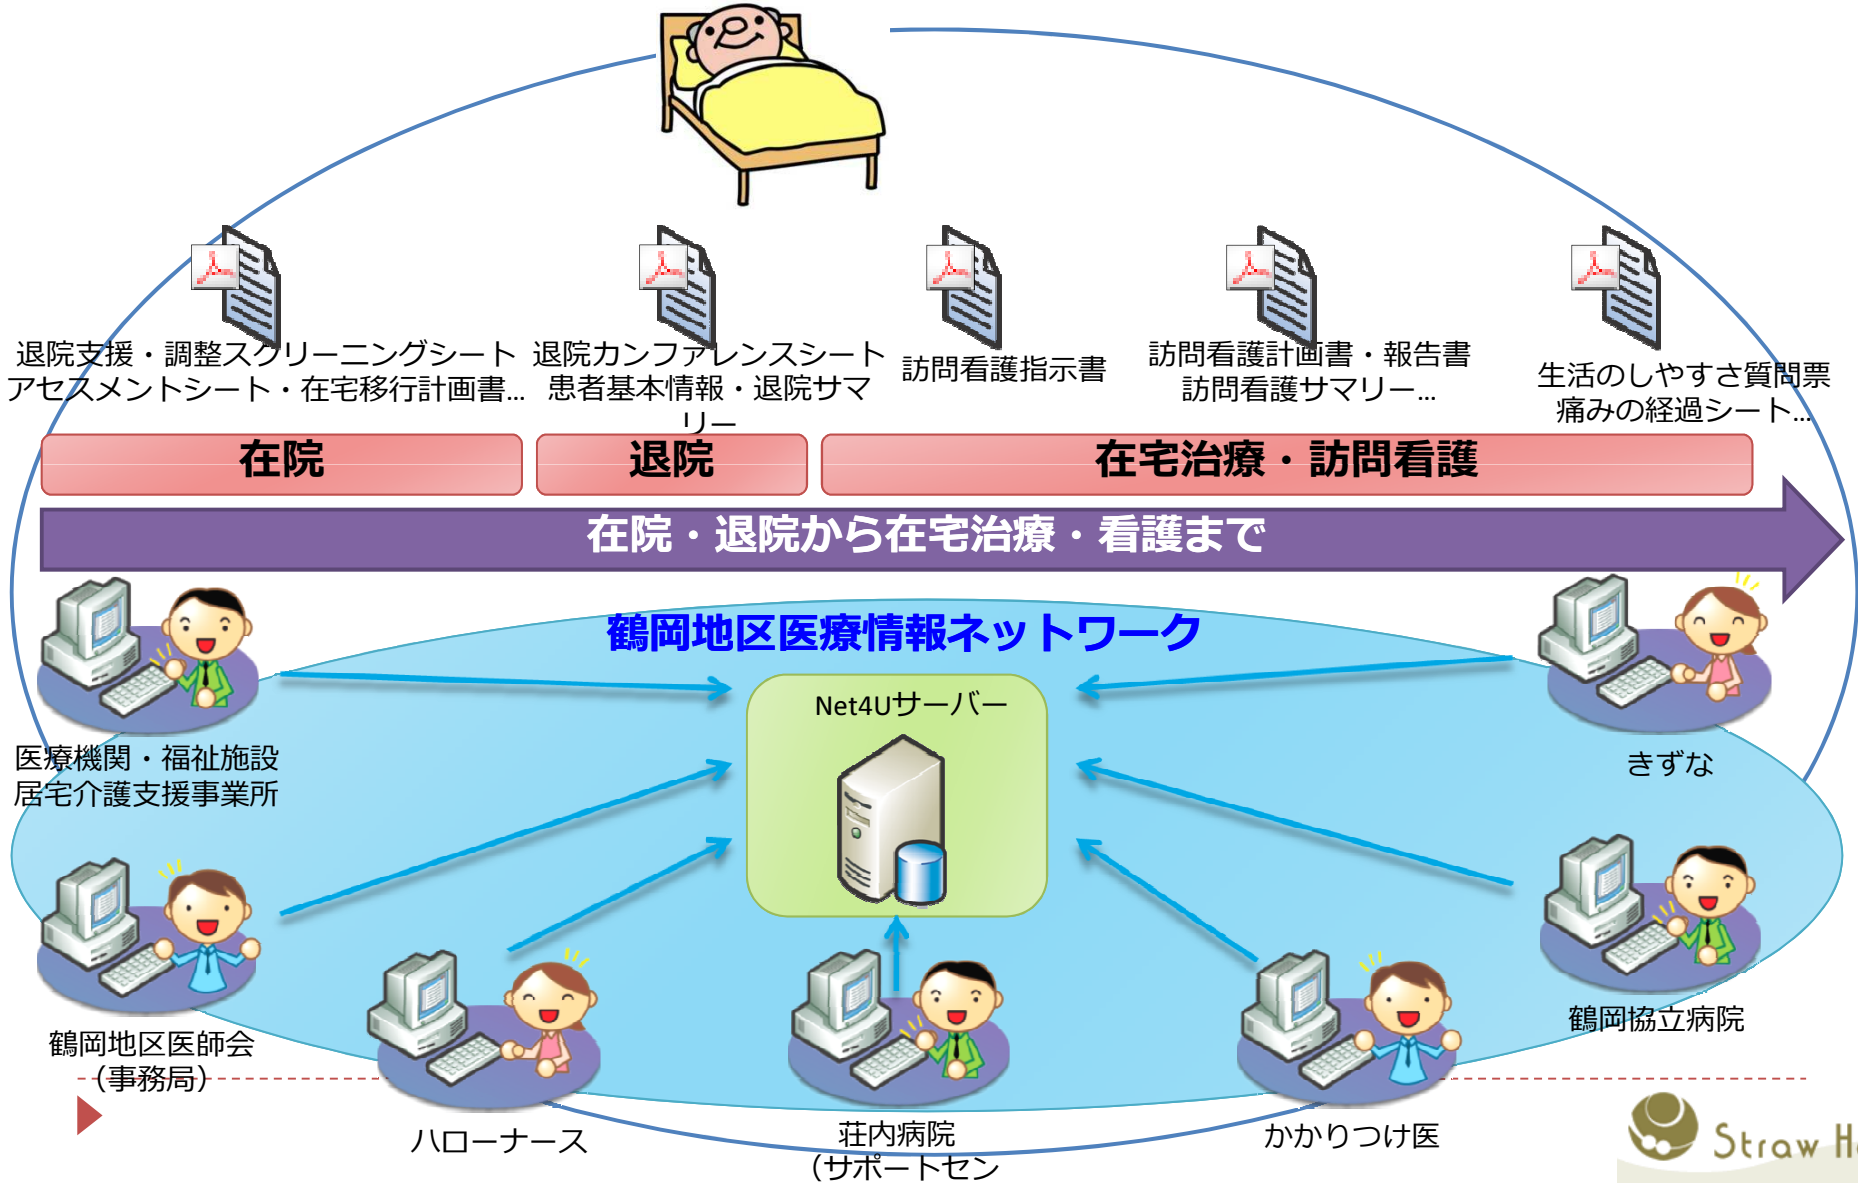 退院支援・調整スクリーニングシート
アセスメントシート・在宅移行計画書...
退院カンファレンスシート
患者基本情報・退院サマ
リー
訪問看護指示書
訪問看護計画書・報告書
訪問看護サマリー...
生活のしやすさ質問票
痛みの経過シート...
在院
退院
在宅治療・訪問看護
在院・退院から在宅治療・看護まで
鶴岡地区医療情報ネットワーク
Net4Uサーバー
医療機関・福祉施設
居宅介護支援事業所
きずな
鶴岡地区医師会
（事務局）
鶴岡協立病院
ハローナース
荘内病院
（サポートセン
かかりつけ医
Straw H